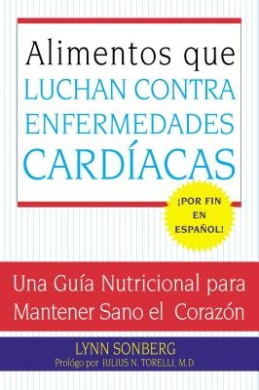 Alimentos que
LUCHAN CONTRA
ENFERMEDADES
CARDÍACAS
¡POR FIN
EN
ESPAÑOL!
Una Guía Nutricional para
Mantener Sano el Corazón
LYNN SONBERG
Prólogo por JULIUS N. TORELLI, M.D.